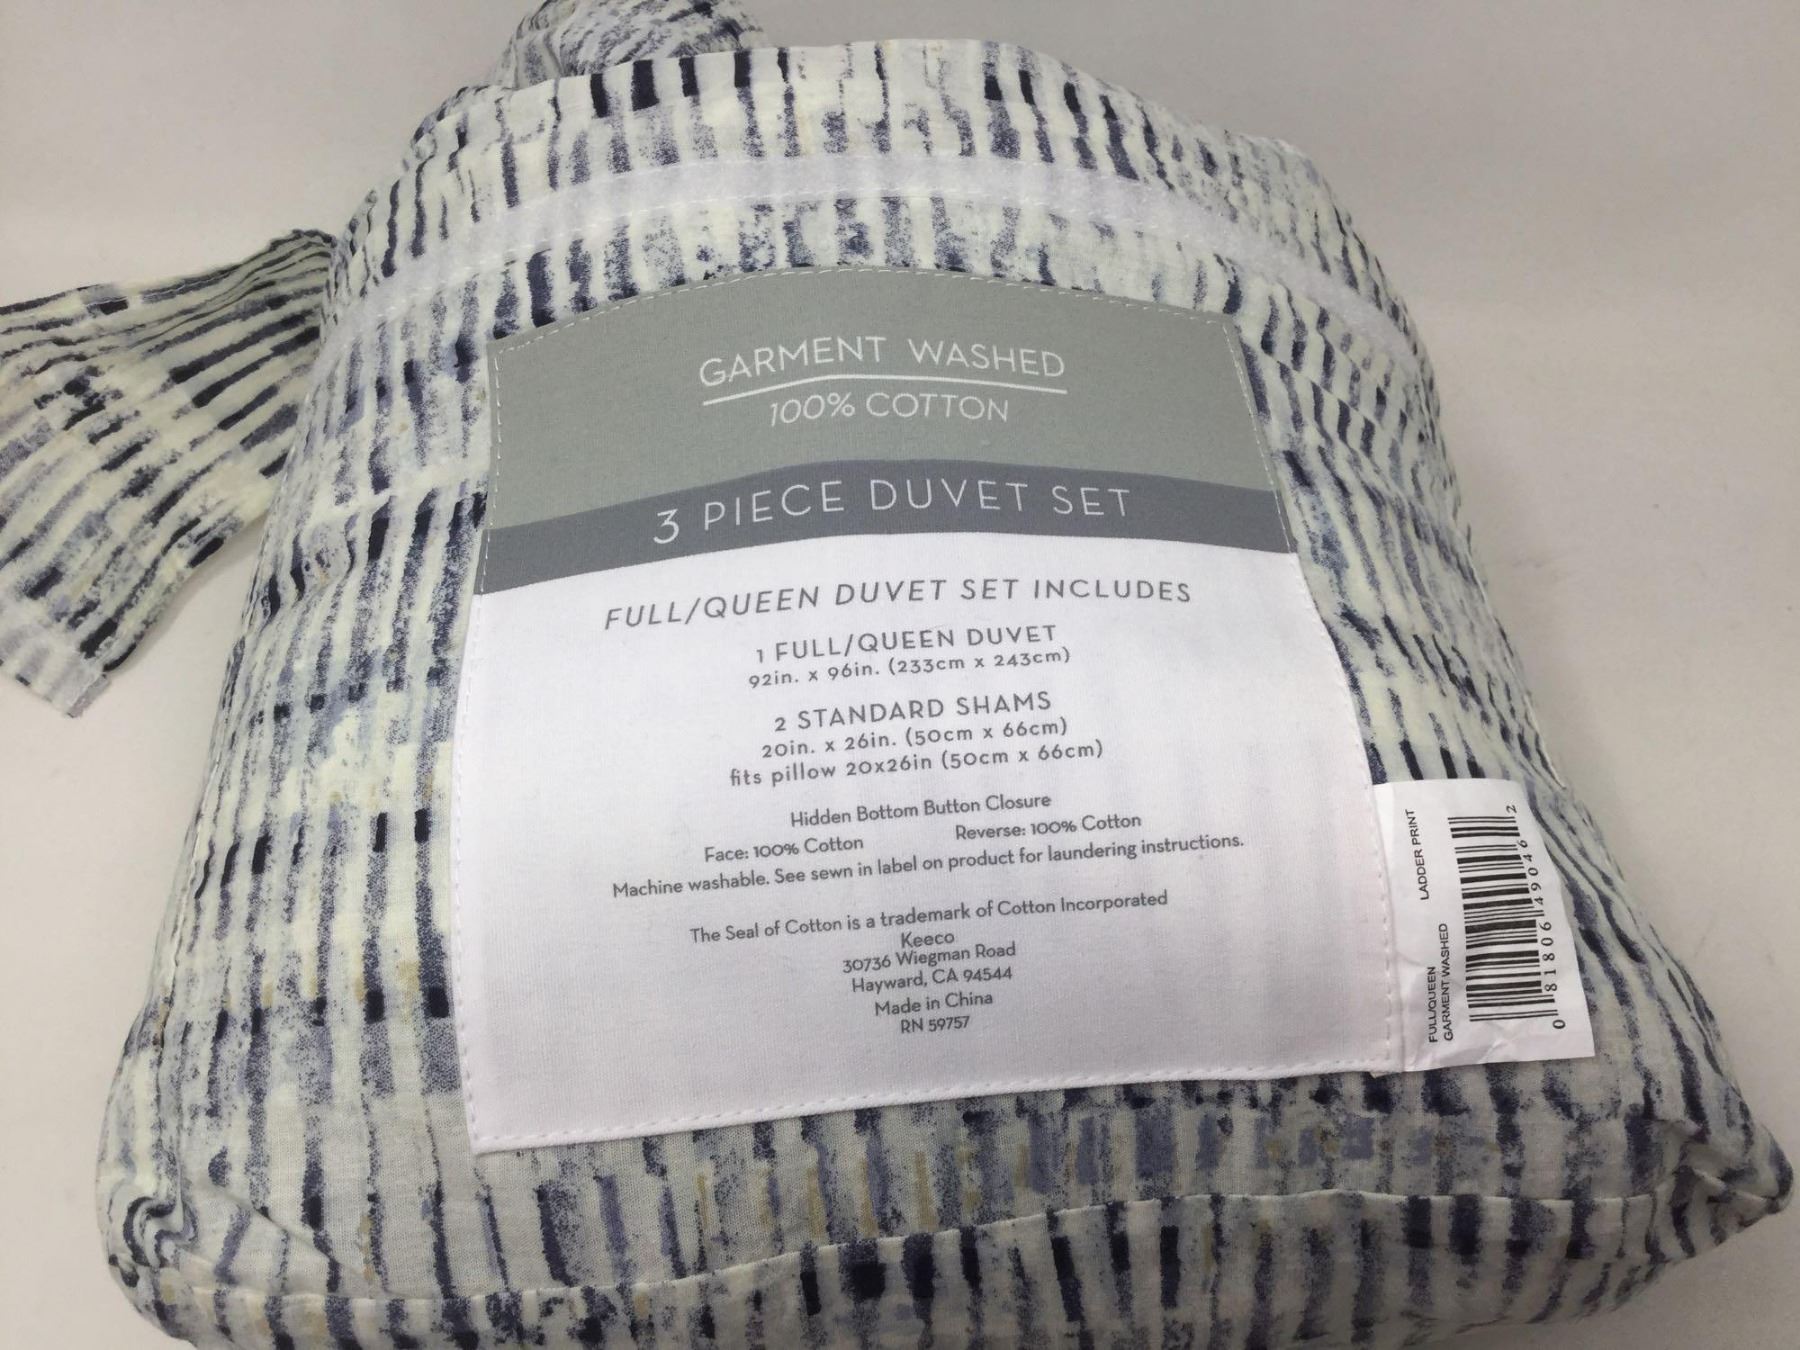 GARMENT WASHED
100% COTTON
3 PIECE DUVET SET
FULL/QUEEN DUVET SET INCLUDES
1 FULL/QUEEN DUVET
92in. x 96in. (233cm x 243cm)
2 STANDARD SHAMS
20in. x 26in. (50cm x 66cm)
fits pillow 20x26in (50cm x 66cm)
Hidden Bottom Button Closure
Face: 100% Cotton Reverse: 100% Cotton
Machine washable. See sewn in label on product for laundering instructions.
The Seal of Cotton is a trademark of Cotton Incorporated
Keeco
30736 Wiegman Road
Hayward, CA 94544
Made in China
RN 59757
FULL/QUEEN LADDER PRINT
GARMENT WASHED
0 81806 49046 2